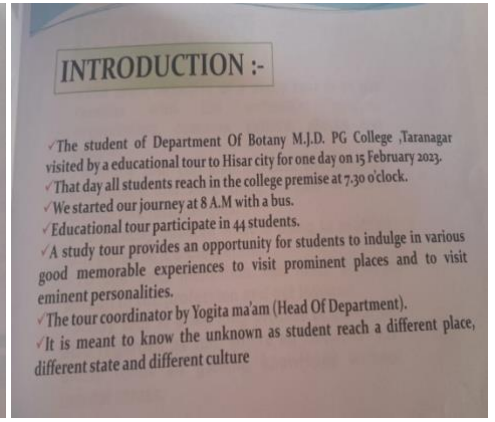 INTRODUCTION :-
✓The student of Department Of Botany M.J.D. PG College ,Taranagar
visited by a educational tour to Hisar city for one day on 15 February 2023.
✓That day all students reach in the college premise at 7.30 o'clock.
✓We started our journey at 8 A.M with a bus.
✓Educational tour participate in 44 students.
✓A study tour provides an opportunity for students to indulge in various
good memorable experiences to visit prominent places and to visit
eminent personalities.
✓The tour coordinator by Yogita ma'am (Head Of Department).
✓It is meant to know the unknown as student reach a different place,
different state and different culture